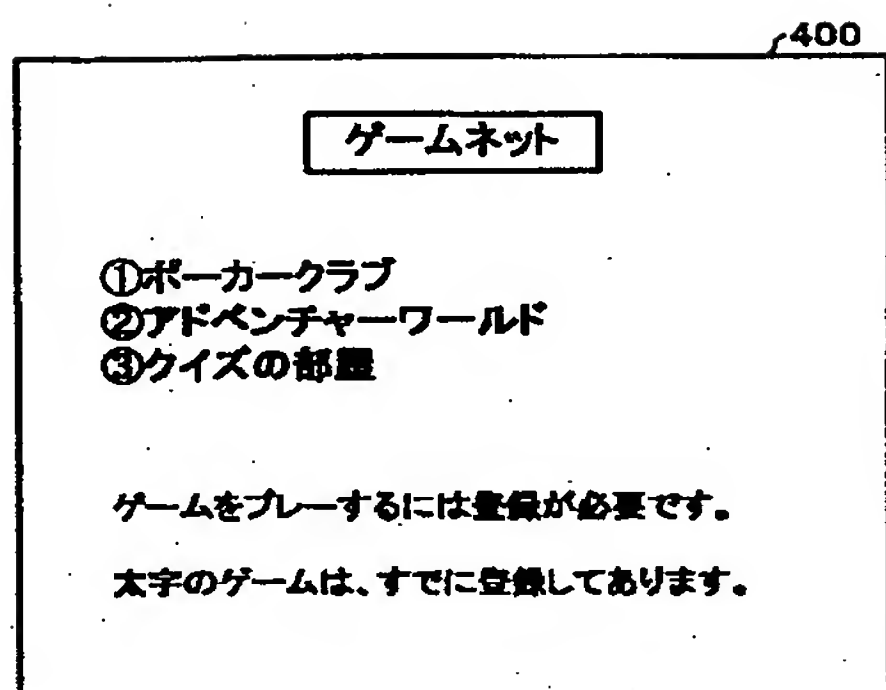 400
ゲームネット
①ポーカークラブ
②アドベンチャーワールド
③クイズの部屋
ゲームをプレーするには登録が必要です。
太字のゲームは、すでに登録してあります。